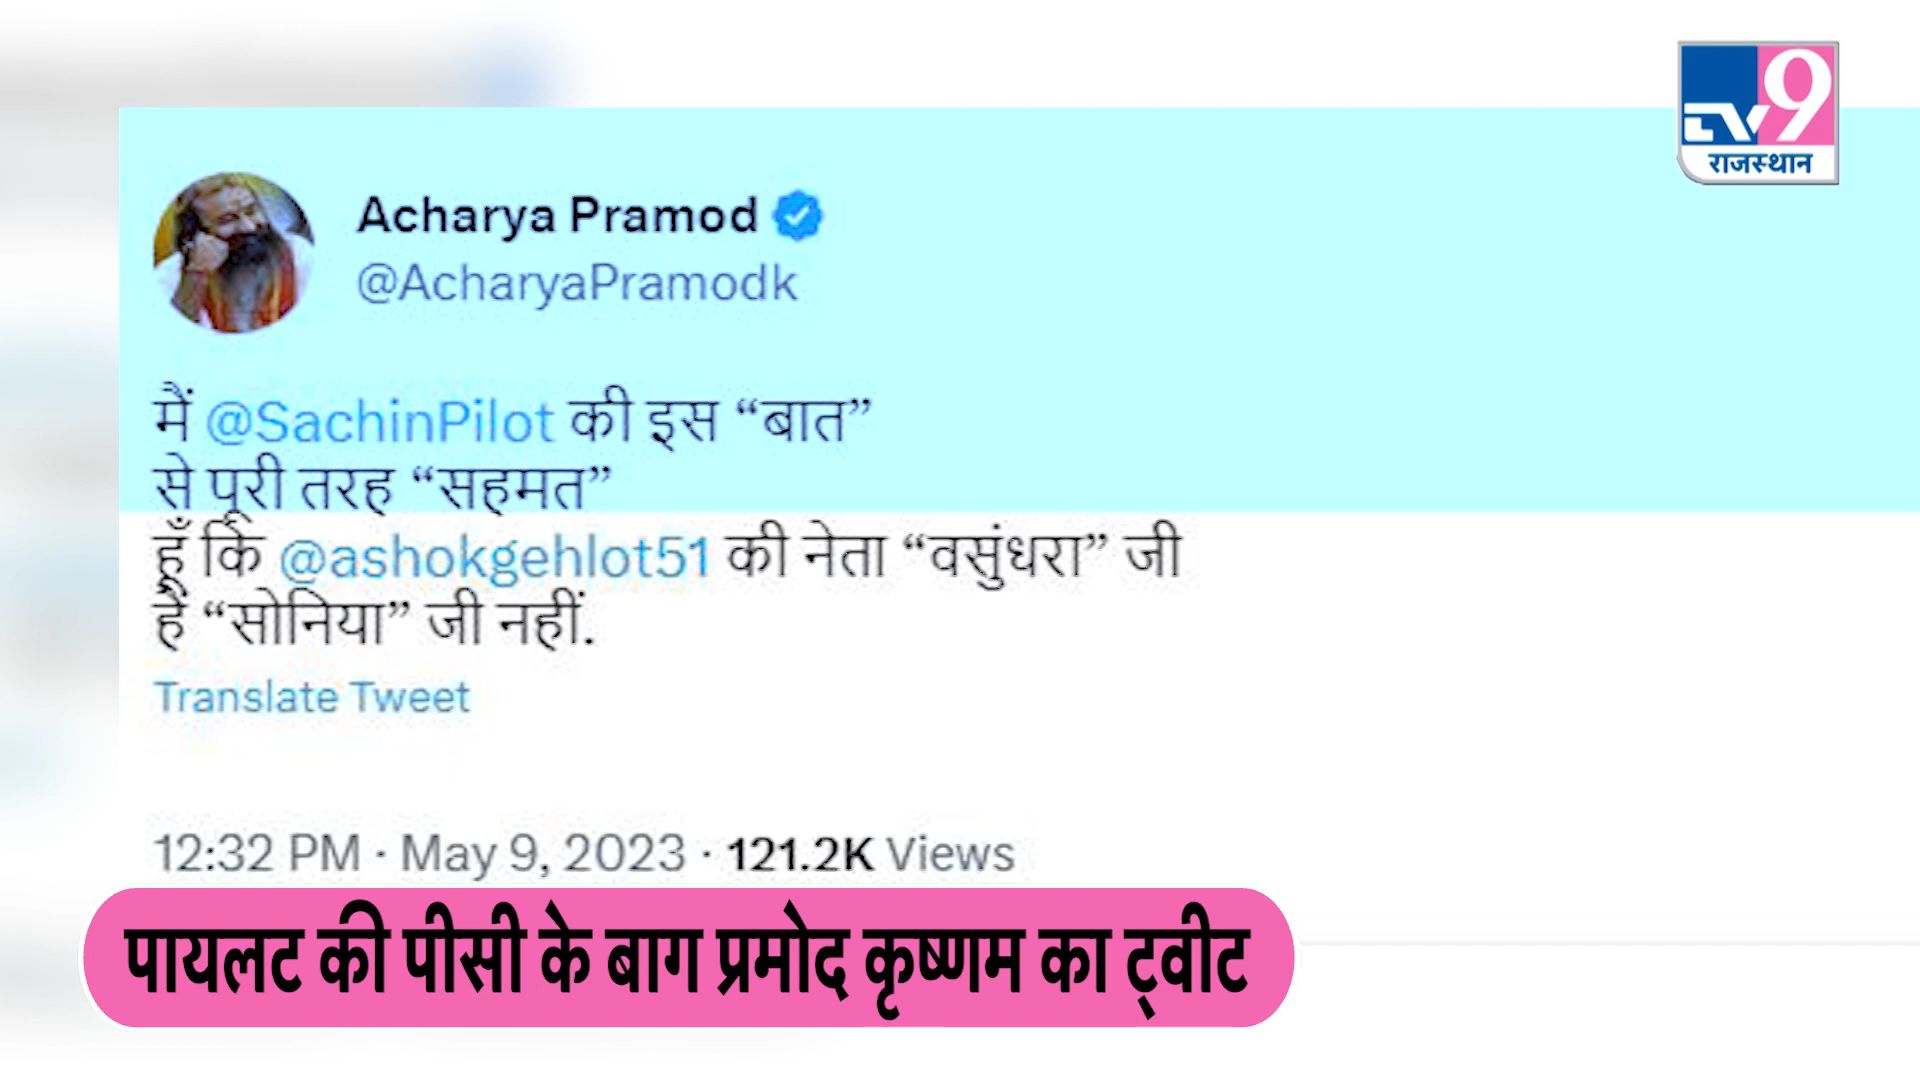 TV9
राजस्थान
Acharya Pramod
@AcharyaPramodk
मैं @SachinPilot की इस “बात”
से पूरी तरह “सहमत”
हूँ कि @ashokgehlot51 की नेता “वसुंधरा” जी
हैं “सोनिया” जी नहीं.
Translate Tweet
12:32 PM · May 9, 2023 · 121.2K Views
पायलट की पीसी के बाग प्रमोद कृष्णम का ट्वीट